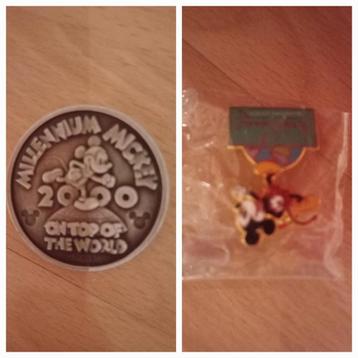 MILLENNIUM MICKEY
2000
ON TOP OF
THE WORLD